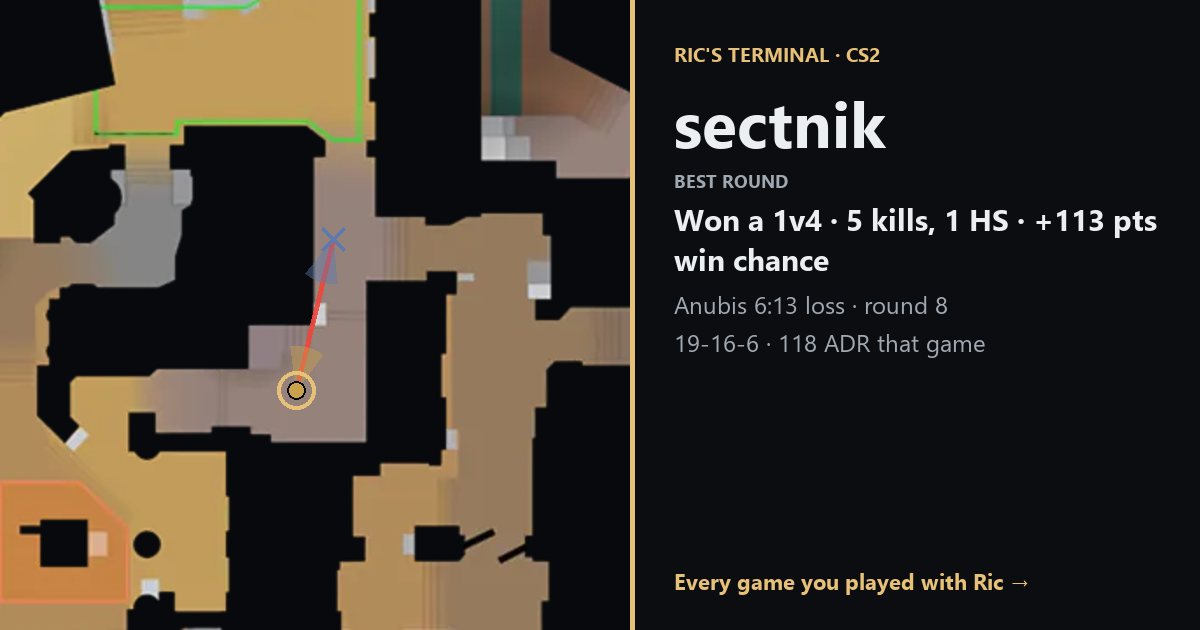 RIC'S TERMINAL · CS2
sectnik
BEST ROUND
Won a 1v4 · 5 kills, 1 HS · +113 pts
win chance
Anubis 6:13 loss · round 8
19-16-6 · 118 ADR that game
Every game you played with Ric →